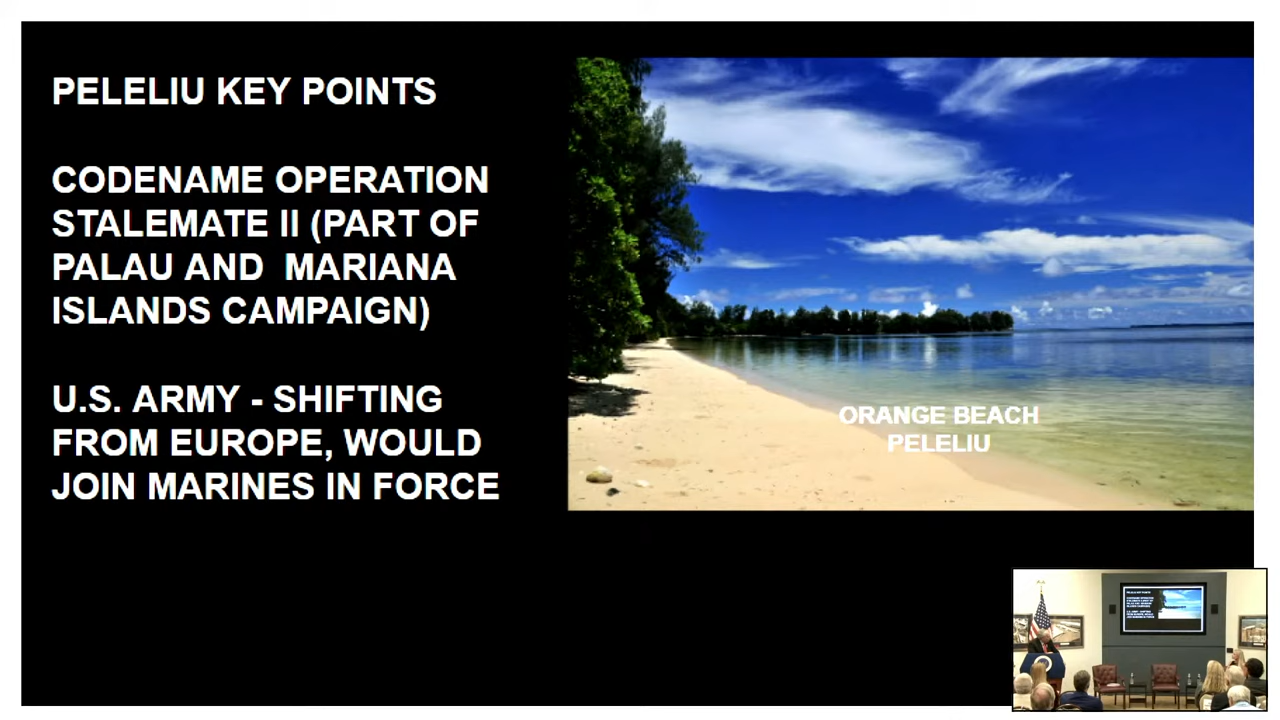 PELELIU KEY POINTS
CODENAME OPERATION
STALEMATE II (PART OF
PALAU AND MARIANA
ISLANDS CAMPAIGN)
U.S. ARMY - SHIFTING
FROM EUROPE, WOULD
JOIN MARINES IN FORCE
ORANGE BEACH
PELELIU